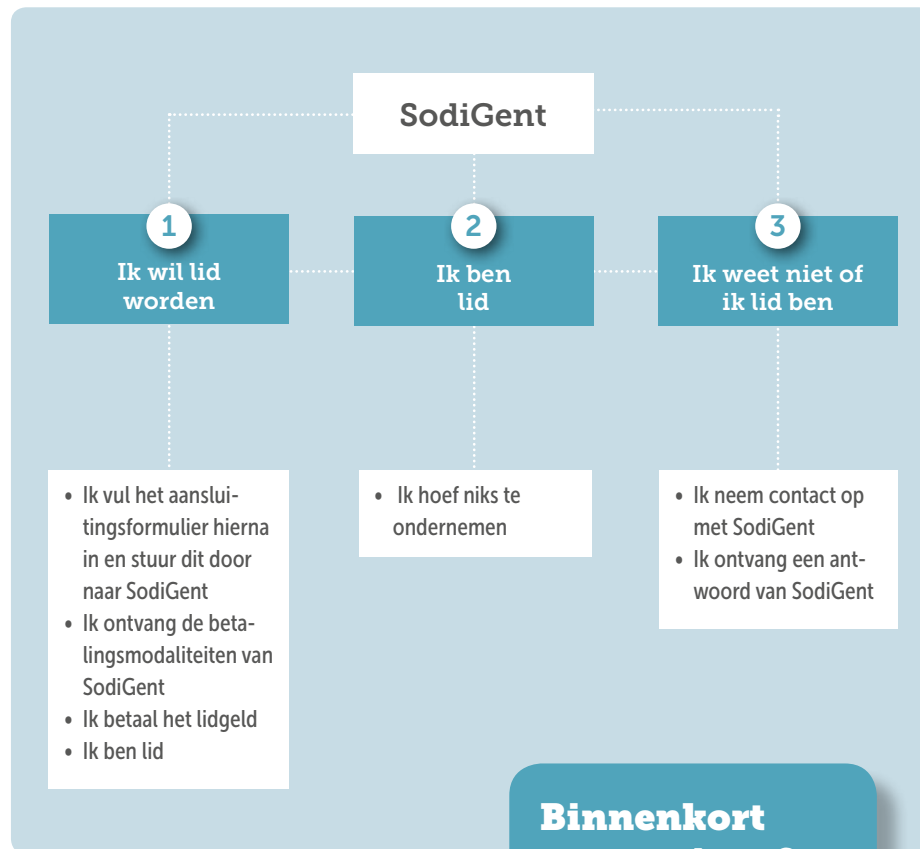 SodiGent
1
Ik wil lid
worden
2
Ik ben
lid
3
Ik weet niet of
ik lid ben
• Ik vul het aanslui-
tingsformulier hierna
in en stuur dit door
naar SodiGent
• Ik ontvang de beta-
lingsmodaliteiten van
SodiGent
• Ik betaal het lidgeld
• Ik ben lid
• Ik hoef niks te
ondernemen
• Ik neem contact op
met SodiGent
• Ik ontvang een ant-
woord van SodiGent
Binnenkort